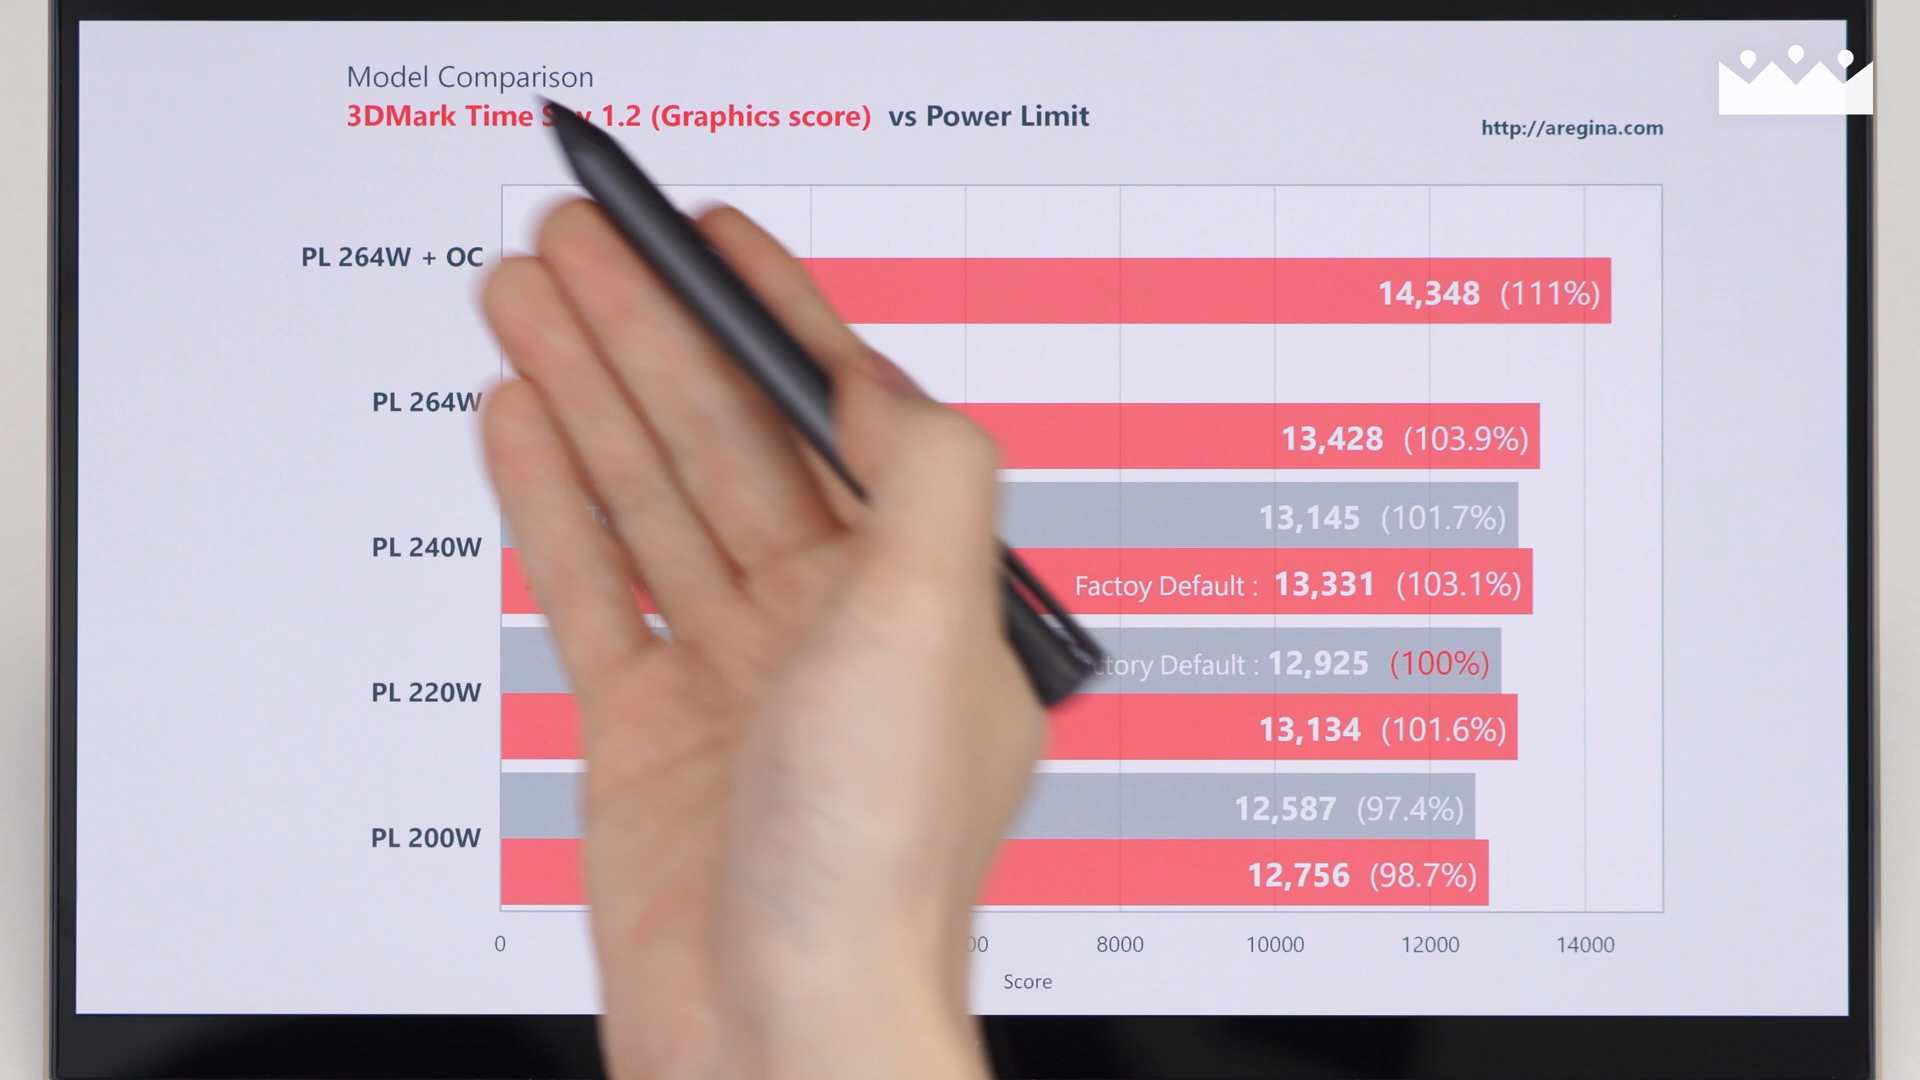 Model Comparison
3DMark Time 1.2 (Graphics score) vs Power Limit
http://aregina.com
PL 264W + OC
14,348 (111%)
PL 264W
13,428 (103.9%)
13,145 (101.7%)
PL 240W
Factoy Default : 13,331 (103.1%)
Default : 12,925 (100%)
PL 220W
13,134 (101.6%)
12,587 (97.4%)
PL 200W
12,756 (98.7%)
0 8000 10000 12000 14000
Score